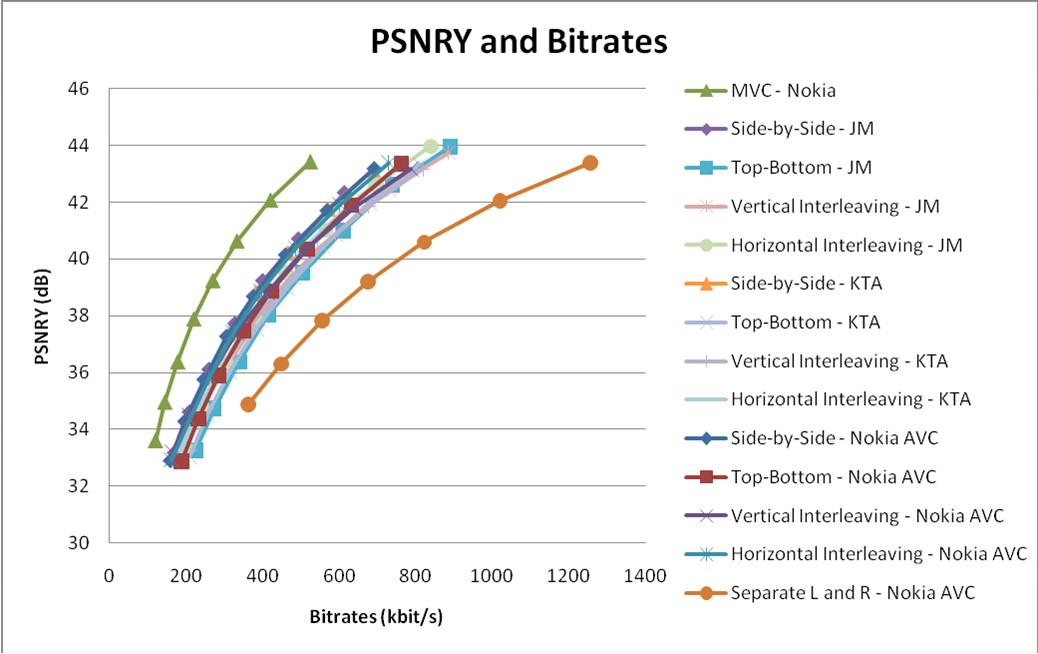 PSNRY and Bitrates
PSNRY (dB)
46
44
42
40
38
36
34
32
30
0 200 400 600 800 1000 1200 1400
Bitrates (kbit/s)
MVC - Nokia
Side-by-Side - JM
Top-Bottom - JM
Vertical Interleaving - JM
Horizontal Interleaving - JM
Side-by-Side - KTA
Top-Bottom - KTA
Vertical Interleaving - KTA
Horizontal Interleaving - KTA
Side-by-Side - Nokia AVC
Top-Bottom - Nokia AVC
Vertical Interleaving - Nokia AVC
Horizontal Interleaving - Nokia AVC
Separate L and R - Nokia AVC